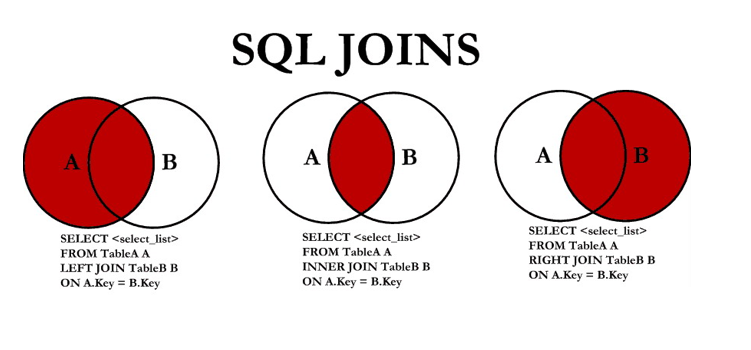 SQL JOINS
A
B
SELECT <select_list>
FROM TableA A
LEFT JOIN TableB B
ON A.Key = B.Key
A
B
SELECT <select_list>
FROM TableA A
INNER JOIN TableB B
ON A.Key = B.Key
A
B
SELECT <select_list>
FROM TableA A
RIGHT JOIN TableB B
ON A.Key = B.Key